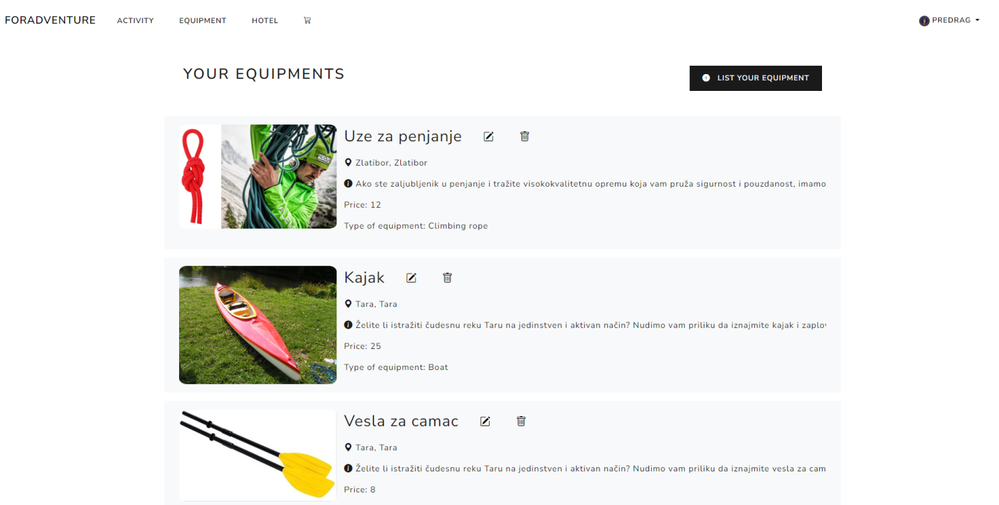 FORADVENTURE ACTIVITY EQUIPMENT HOTEL PREDRAG
YOUR EQUIPMENTS
LIST YOUR EQUIPMENT
Uze za penjanje
Zlatibor, Zlatibor
Ako ste zaljubljenik u penjanje i tražite visokokvalitetnu opremu koja vam pruža sigurnost i pouzdanost, imamo
Price: 12
Type of equipment: Climbing rope
Kajak
Tara, Tara
Želite li istražiti čudesnu reku Taru na jedinstven i aktivan način? Nudimo vam priliku da iznajmite kajak i
Price: 25
Type of equipment: Boat
Vesla za camac
Tara, Tara
Želite li istražiti čudesnu reku Taru na jedinstven i aktivan način? Nudimo vam priliku da iznajmite vesla za cam
Price: 8